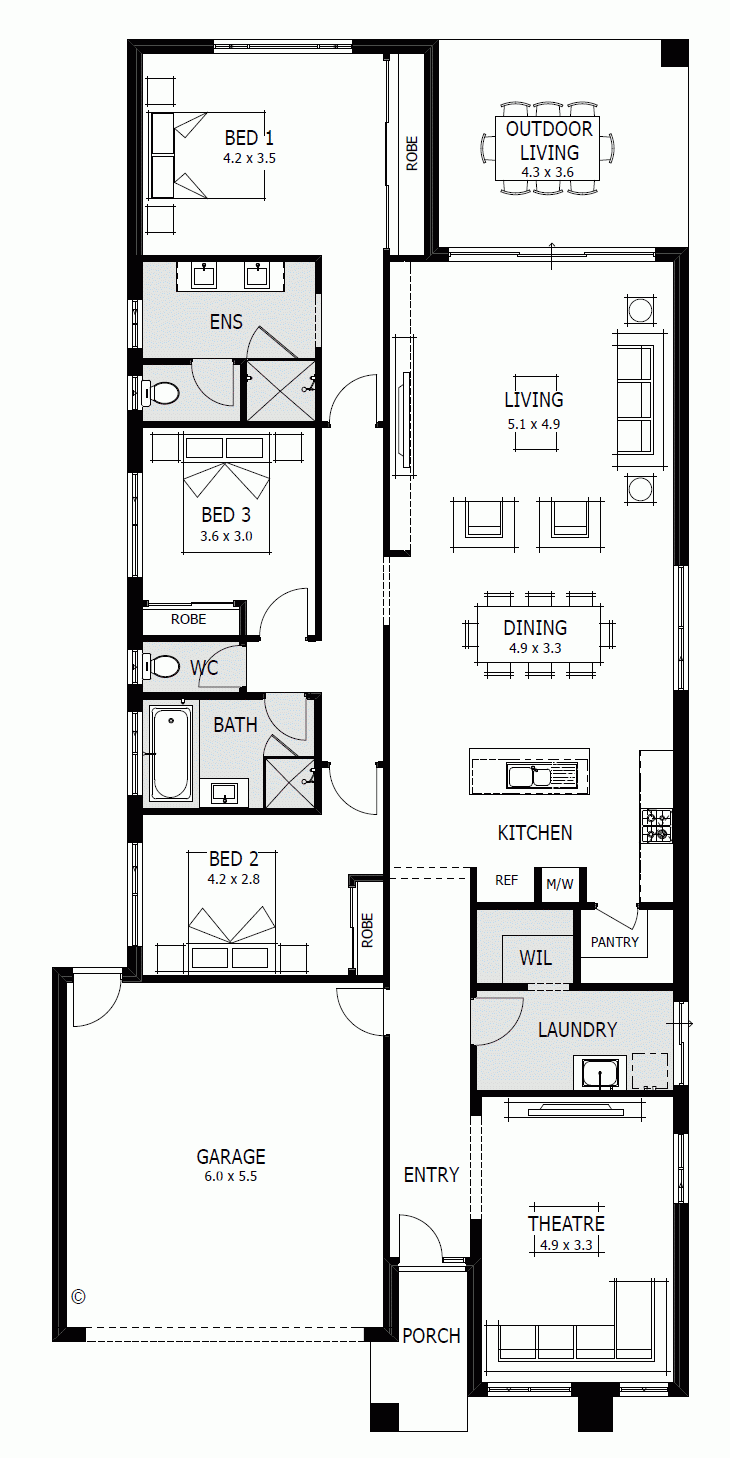 BED 1
4.2 x 3.5
ROBE
OUTDOOR
LIVING
4.3 x 3.6
ENS
LIVING
5.1 x 4.9
BED 3
3.6 x 3.0
ROBE
DINING
4.9 x 3.3
WC
BATH
KITCHEN
BED 2
4.2 x 2.8
ROBE
REF
M/W
PANTRY
WIL
LAUNDRY
GARAGE
6.0 x 5.5
ENTRY
THEATRE
4.9 x 3.3
©
PORCH